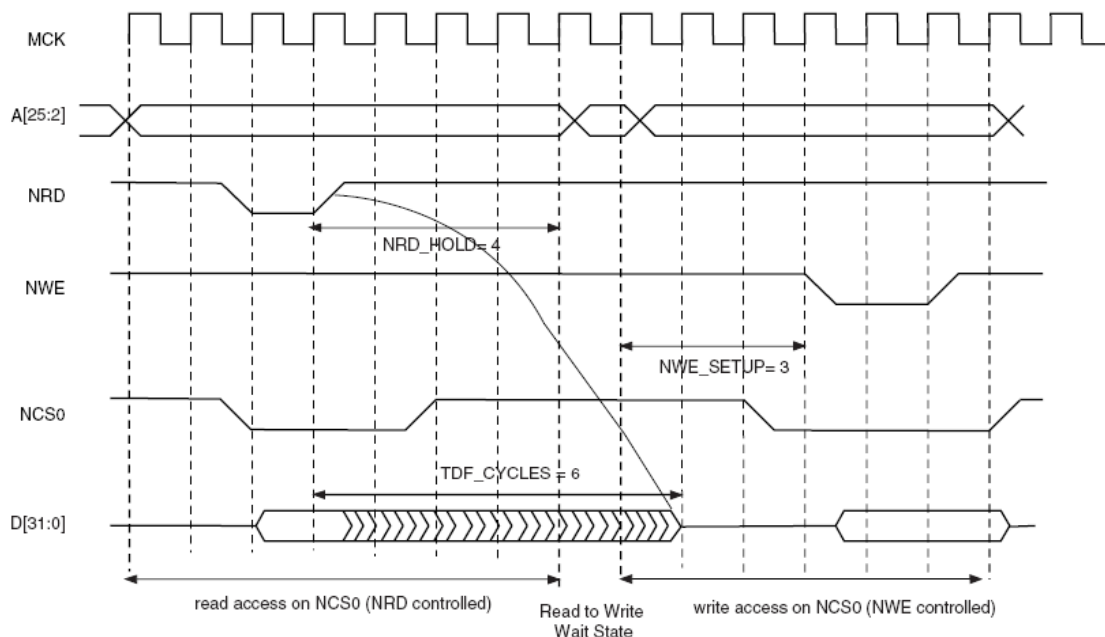 MCK
A[25:2]
NRD
NRD_HOLD= 4
NWE
NWE_SETUP= 3
NCS0
TDF_CYCLES = 6
D[31:0]
read access on NCS0 (NRD controlled)
Read to Write
Wait State
write access on NCS0 (NWE controlled)